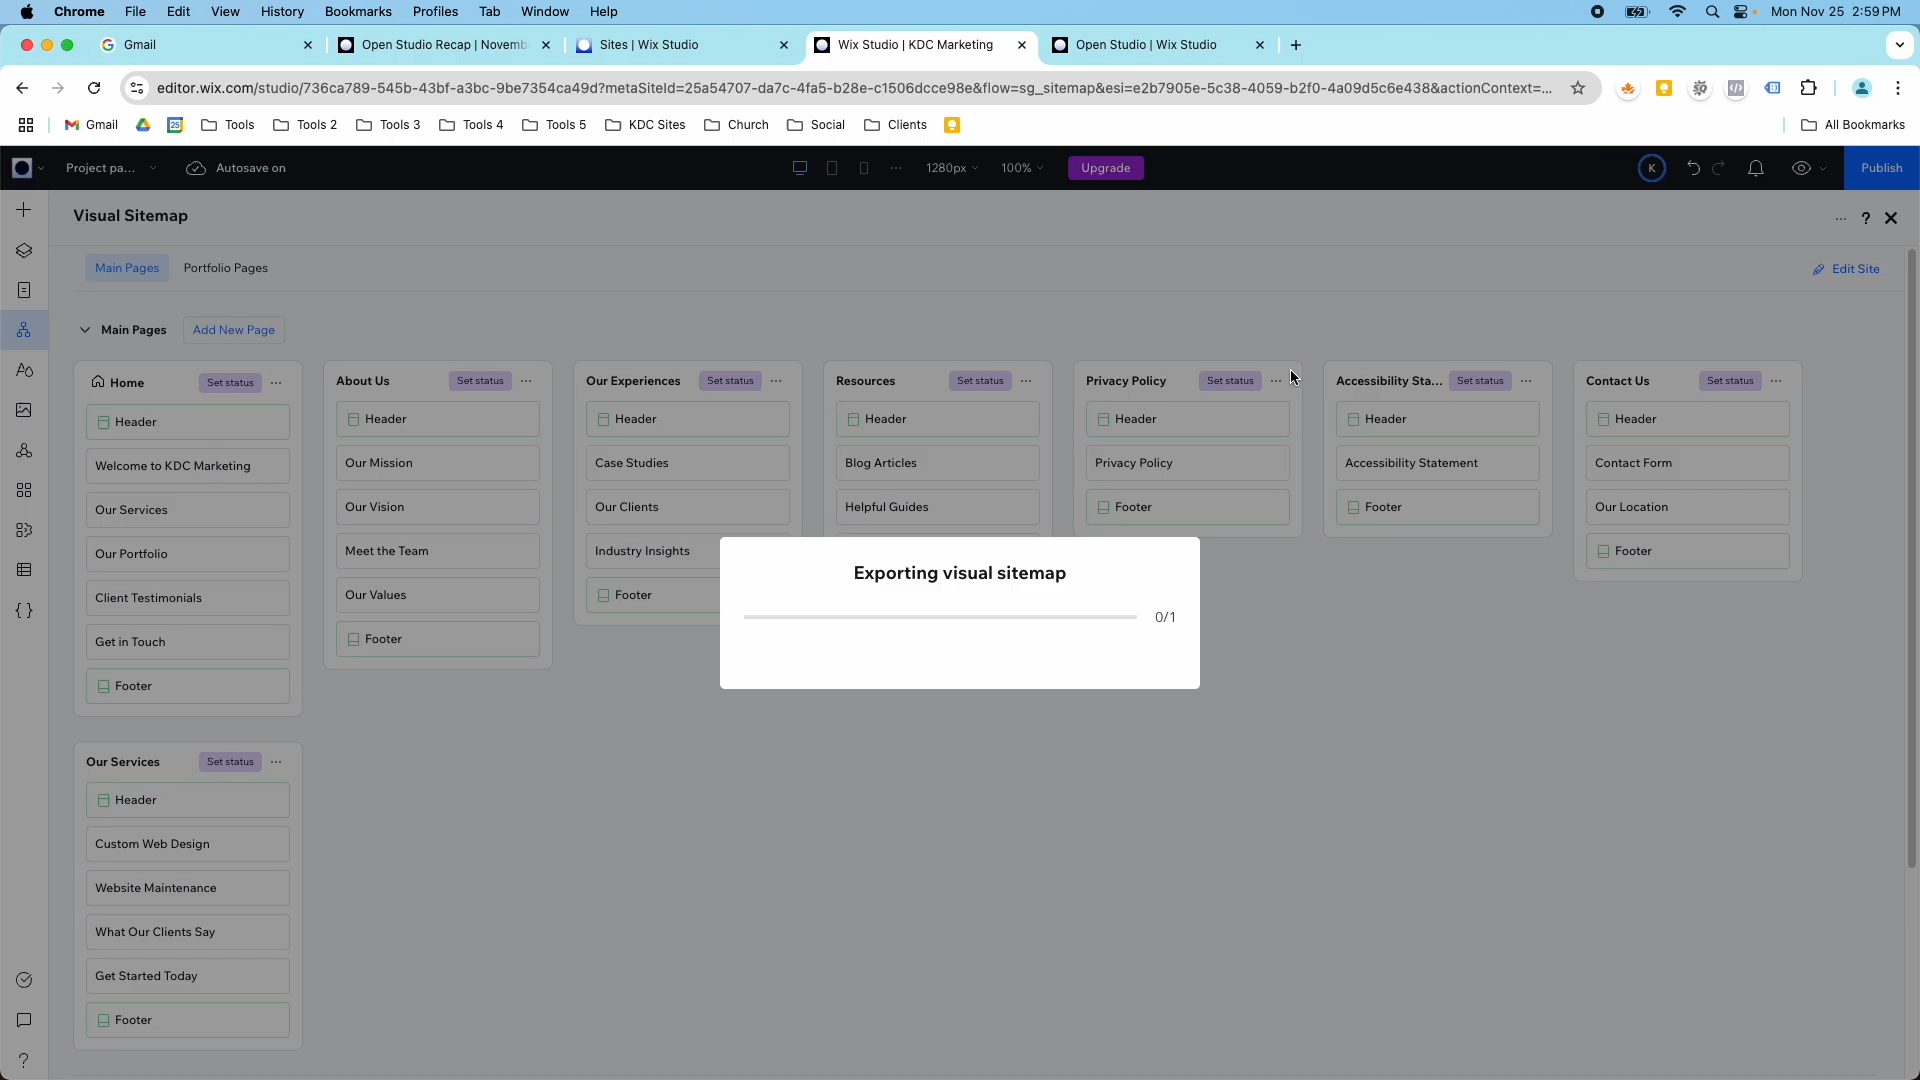 Chrome File Edit View History Bookmarks Profiles Tab Window Help Mon Nov 25 2:59 PM
Gmail Open Studio Recap | Novemb Sites | Wix Studio Wix Studio | KDC Marketing Open Studio | Wix Studio
editor.wix.com/studio/736ca789-545b-43bf-a3bc-9be7354ca49d?metaSiteId=25a54707-da7c-4fa5-b28e-c1506dcce98e&flow=sg_sitemap&esi=e2b7905e-5c38-4059-b2f0-4a09d5c6e438&actionContext=...
Gmail 25 Tools Tools 2 Tools 3 Tools 4 Tools 5 KDC Sites Church Social Clients All Bookmarks
Project pa... Autosave on ... 1280px 100% Upgrade K Publish
Visual Sitemap ... ?
Main Pages Portfolio Pages Edit Site
Main Pages Add New Page
Home Set status ...
Header
Welcome to KDC Marketing
Our Services
Our Portfolio
Client Testimonials
Get in Touch
Footer
About Us Set status ...
Header
Our Mission
Our Vision
Meet the Team
Our Values
Footer
Our Experiences Set status ...
Header
Case Studies
Our Clients
Industry Insights
Footer
Resources Set status ...
Header
Blog Articles
Helpful Guides
Privacy Policy Set status ...
Header
Privacy Policy
Footer
Accessibility Sta... Set status ...
Header
Accessibility Statement
Footer
Contact Us Set status ...
Header
Contact Form
Our Location
Footer
Exporting visual sitemap
0/1
Our Services Set status ...
Header
Custom Web Design
Website Maintenance
What Our Clients Say
Get Started Today
Footer
?